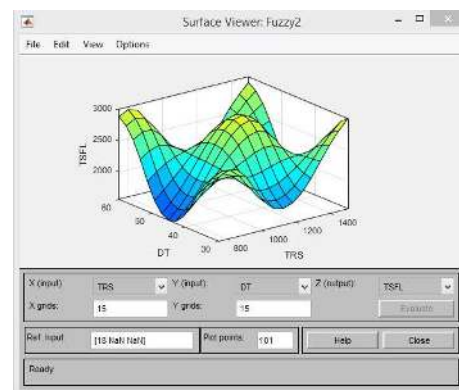 Surface Viewer: Fuzzy2
File Edit View Options
3000
2500
2000
TSFL
60
50
40
30
DT
800
1000
1200
1400
TRS
X (input): TRS Y (input): DT Z (output): TSFL
X grids: 15 Y grids: 15 Evaluate
Ref. Input: [18 NaN NaN] Plot points: 101 Help Close
Ready